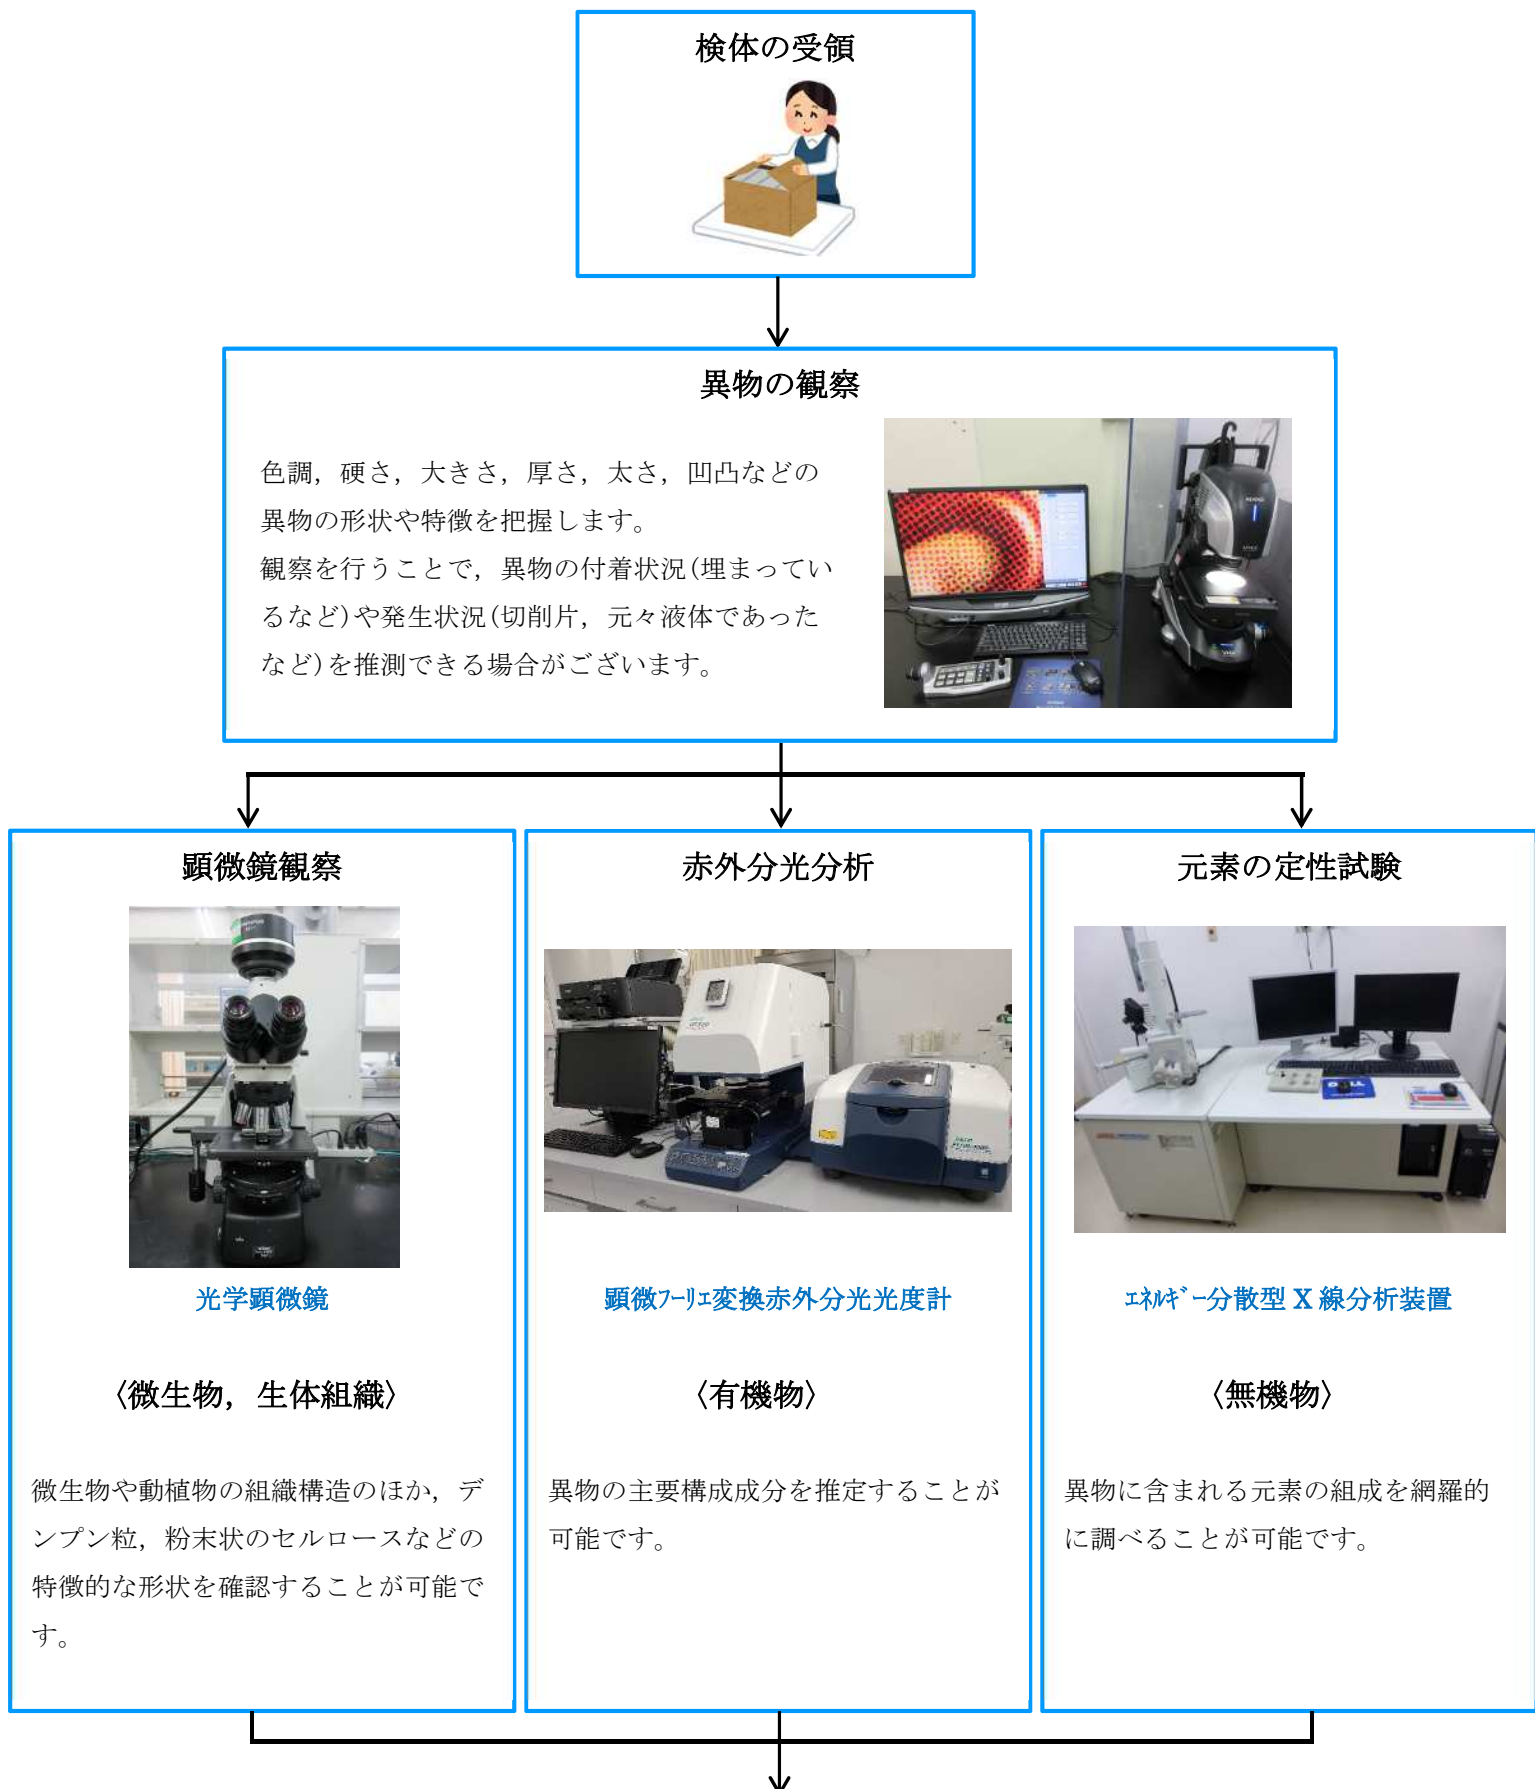 検体の受領
異物の観察
色調，硬さ，大きさ，厚さ，太さ，凹凸などの
異物の形状や特徴を把握します。
観察を行うことで，異物の付着状況(埋まってい
るなど)や発生状況(切削片，元々液体であった
など)を推測できる場合がございます。
顕微鏡観察
光学顕微鏡
〈微生物，生体組織〉
微生物や動植物の組織構造のほか，デ
ンプン粒，粉末状のセルロースなどの
特徴的な形状を確認することが可能で
す。
赤外分光分析
顕微ﾌｰﾘｴ変換赤外分光光度計
〈有機物〉
異物の主要構成成分を推定することが
可能です。
元素の定性試験
ｴﾈﾙｷﾞｰ分散型 X 線分析装置
〈無機物〉
異物に含まれる元素の組成を網羅的
に調べることが可能です。